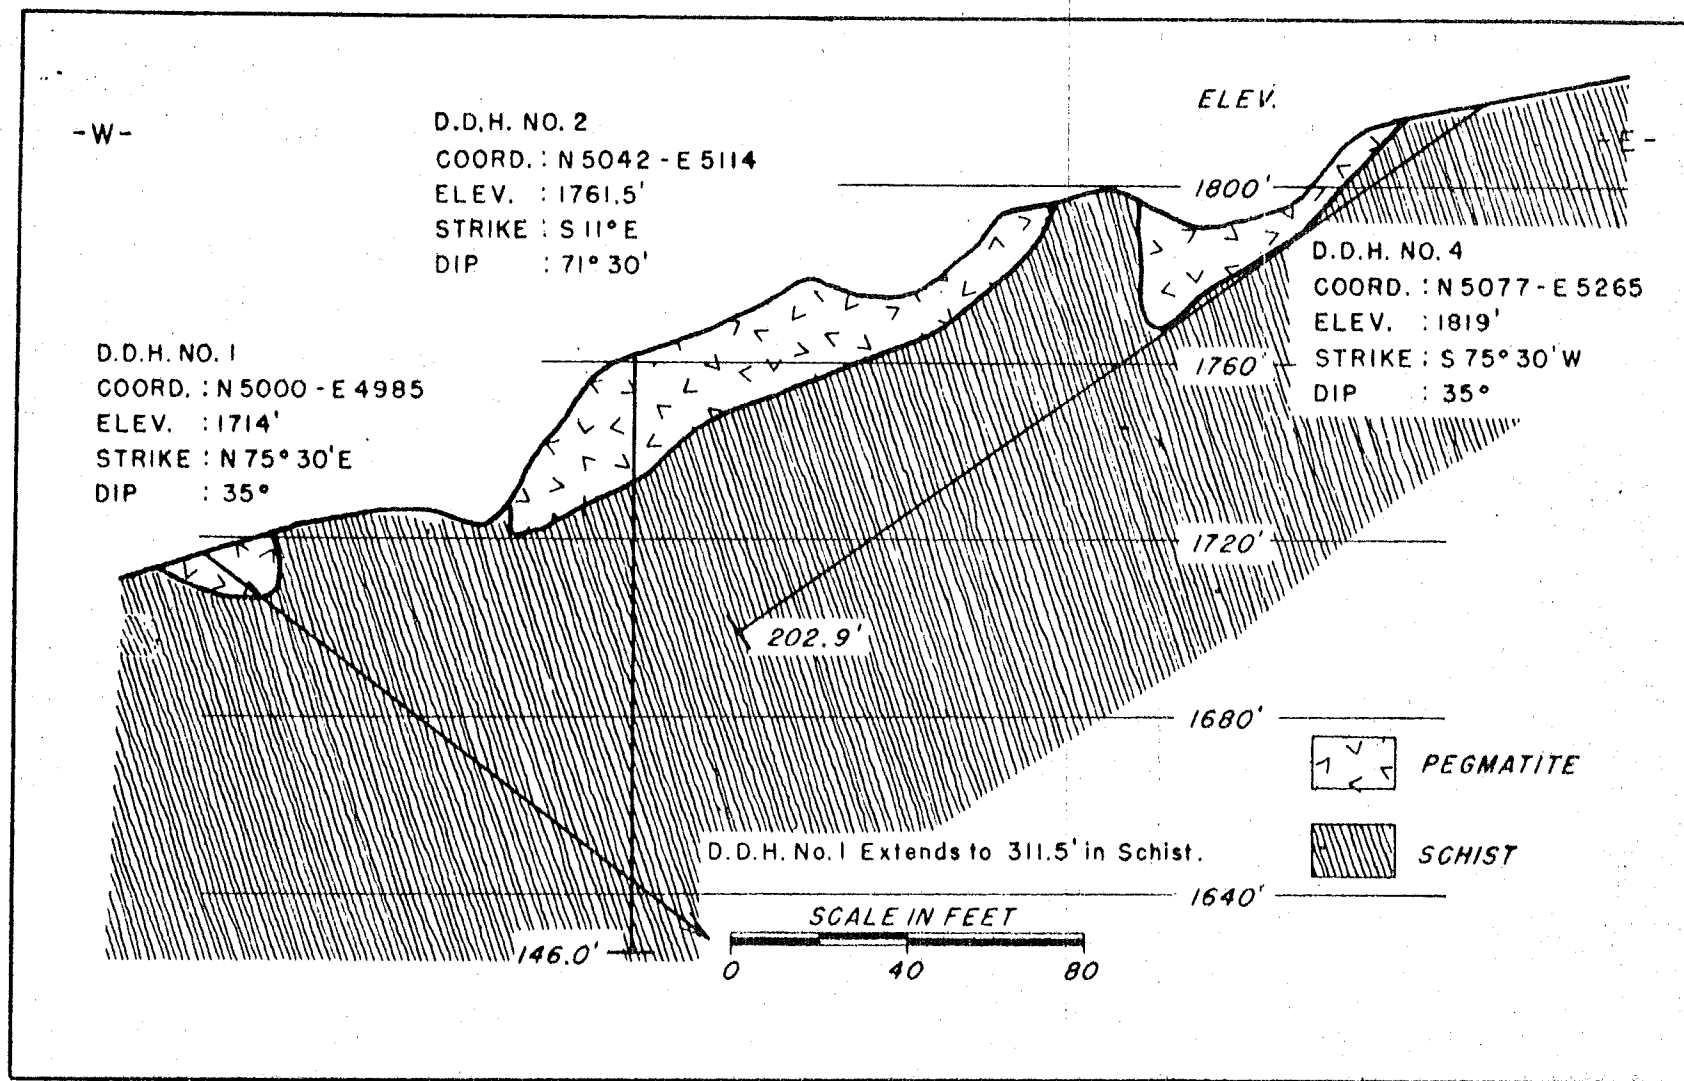 ELEV.
-W-
-E-
D.D.H. NO. 2
COORD. : N 5042 - E 5114
ELEV. : 1761.5'
STRIKE : S 11° E
DIP : 71° 30'
1800'
D.D.H. NO. 4
COORD. : N 5077 - E 5265
ELEV. : 1819'
STRIKE : S 75° 30' W
DIP : 35°
1760'
D.D.H. NO. 1
COORD. : N 5000 - E 4985
ELEV. : 1714'
STRIKE : N 75° 30' E
DIP : 35°
1720'
202.9'
1680'
PEGMATITE
SCHIST
D.D.H. No. 1 Extends to 311.5' in Schist.
1640'
146.0'
SCALE IN FEET
0 40 80